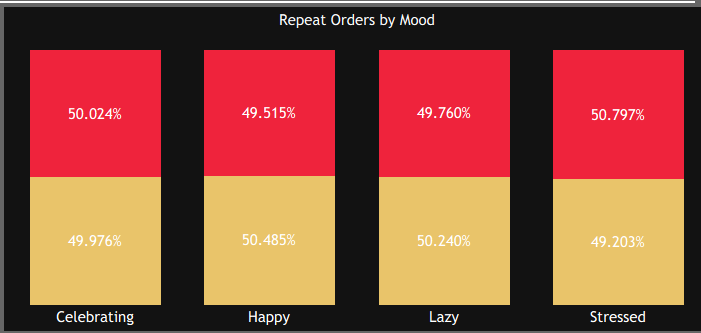 Repeat Orders by Mood
50.024% 49.515% 49.760% 50.797%
49.976% 50.485% 50.240% 49.203%
Celebrating Happy Lazy Stressed